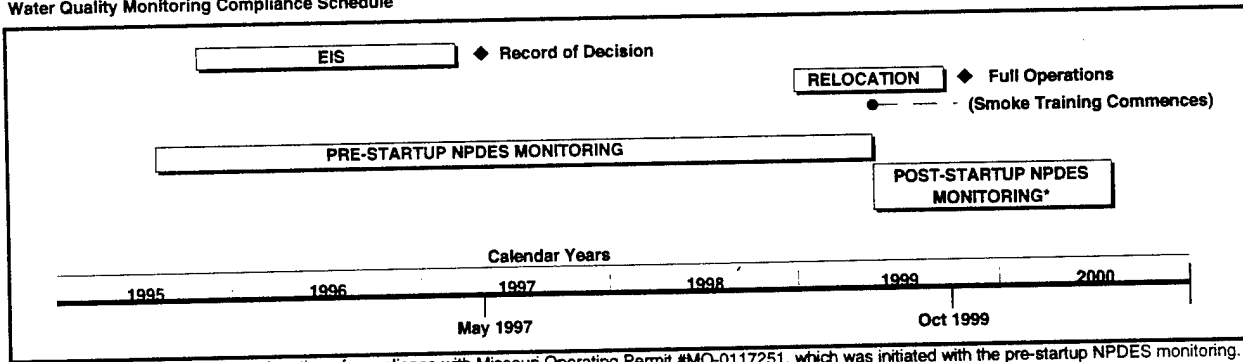 Water Quality Monitoring Compliance Schedule
EIS
Record of Decision
RELOCATION
Full Operations
(Smoke Training Commences)
PRE-STARTUP NPDES MONITORING
POST-STARTUP NPDES
MONITORING*
Calendar Years
1995 1996 1997 1998 1999 2000
May 1997
Oct 1999
compliance with Missouri Operating Permit #MO-0117251, which was initiated with the pre-startup NPDES monitoring.